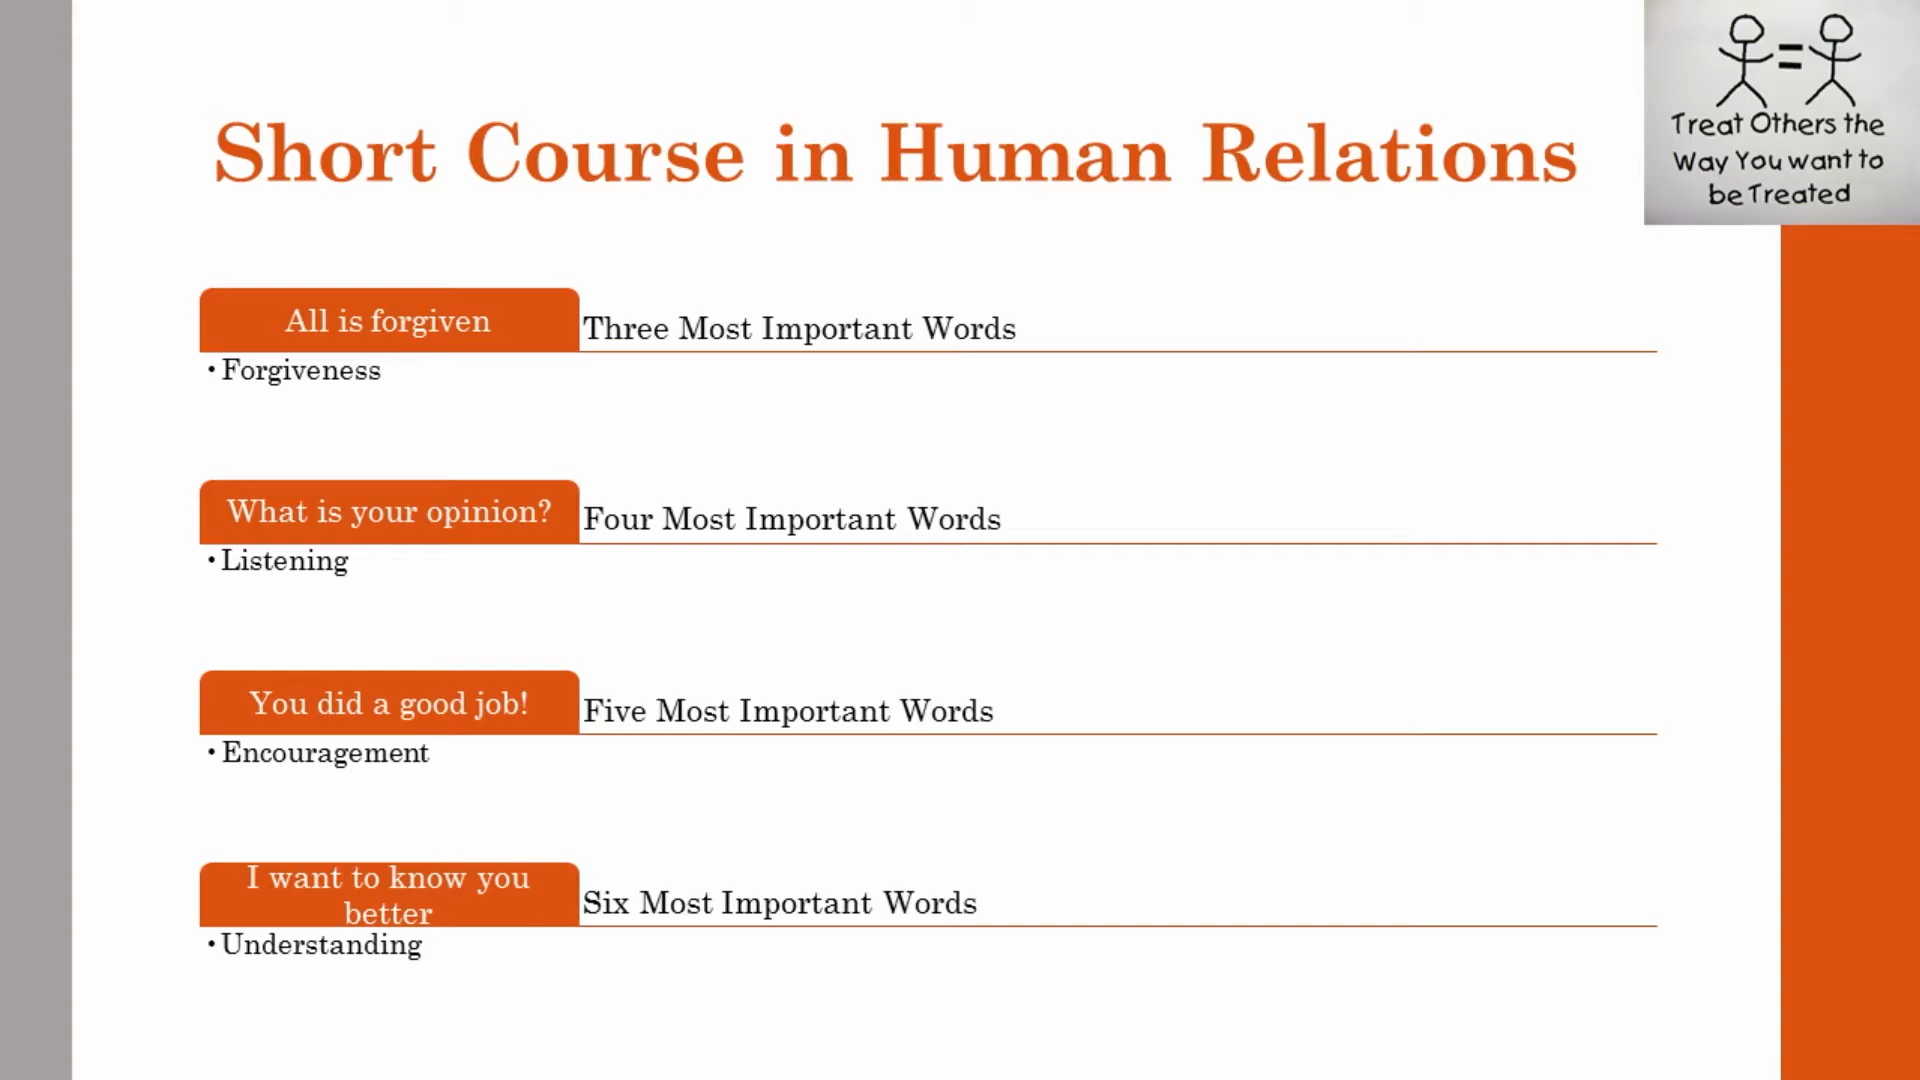 Short Course in Human Relations
Treat Others the
Way You want to
be Treated
All is forgiven
Three Most Important Words
• Forgiveness
What is your opinion?
Four Most Important Words
• Listening
You did a good job!
Five Most Important Words
• Encouragement
I want to know you
better
Six Most Important Words
• Understanding